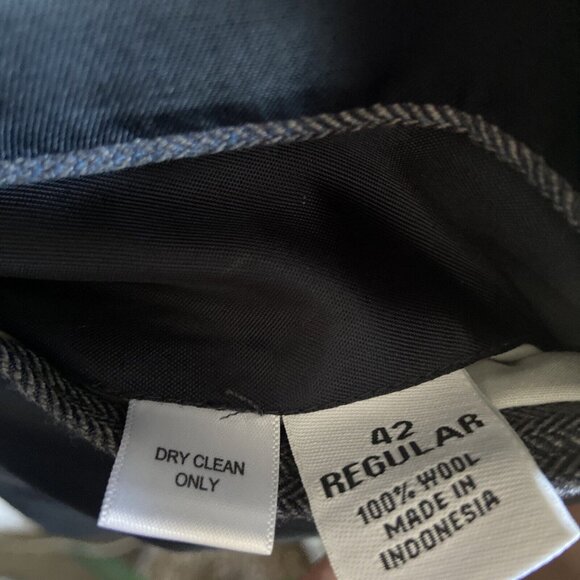 DRY CLEAN
ONLY
42
REGULAR
100% WOOL
MADE IN
INDONESIA